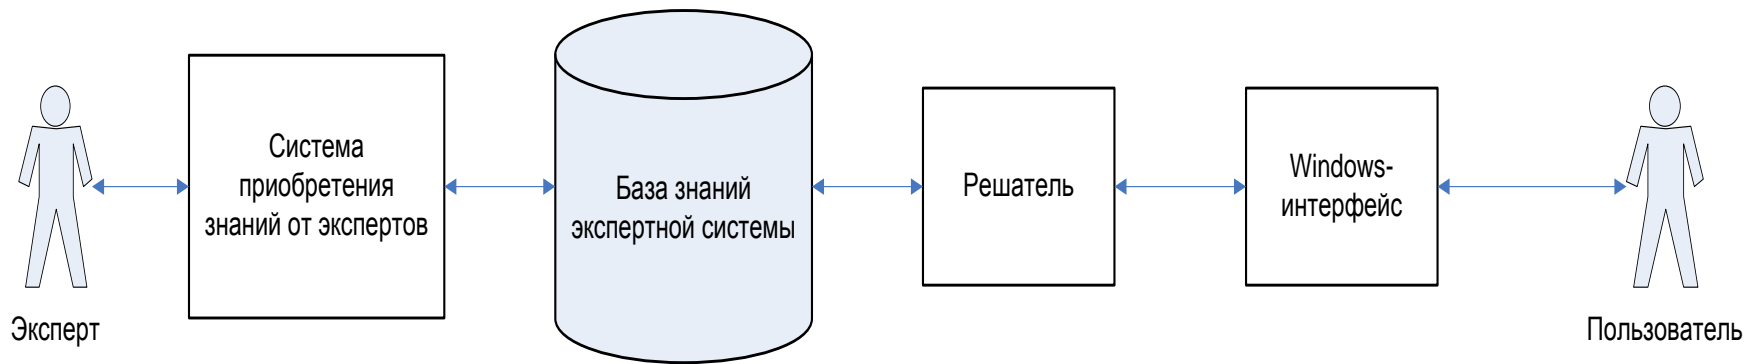 Эксперт
Система
приобретения
знаний от экспертов
База знаний
экспертной системы
Решатель
Windows-
интерфейс
Пользователь